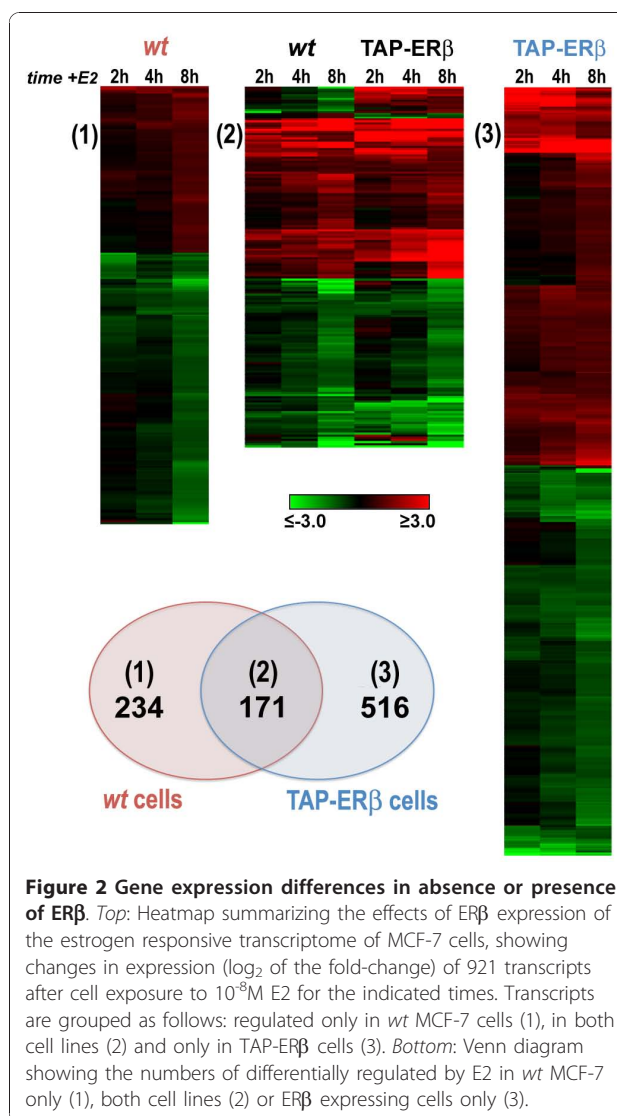 wt
wt TAP-ERβ
TAP-ERβ
time +E2 2h 4h 8h 2h 4h 8h 2h 4h 8h 2h 4h 8h
(1) (2) (3)
≤-3.0 ≥3.0
(1) (2) (3)
234 171 516
wt cells TAP-ERβ cells
Figure 2 Gene expression differences in absence or presence
of ERβ. Top: Heatmap summarizing the effects of ERβ expression of
the estrogen responsive transcriptome of MCF-7 cells, showing
changes in expression (log₂ of the fold-change) of 921 transcripts
after cell exposure to 10⁻⁸M E2 for the indicated times. Transcripts
are grouped as follows: regulated only in wt MCF-7 cells (1), in both
cell lines (2) and only in TAP-ERβ cells (3). Bottom: Venn diagram
showing the numbers of differentially regulated by E2 in wt MCF-7
only (1), both cell lines (2) or ERβ expressing cells only (3).